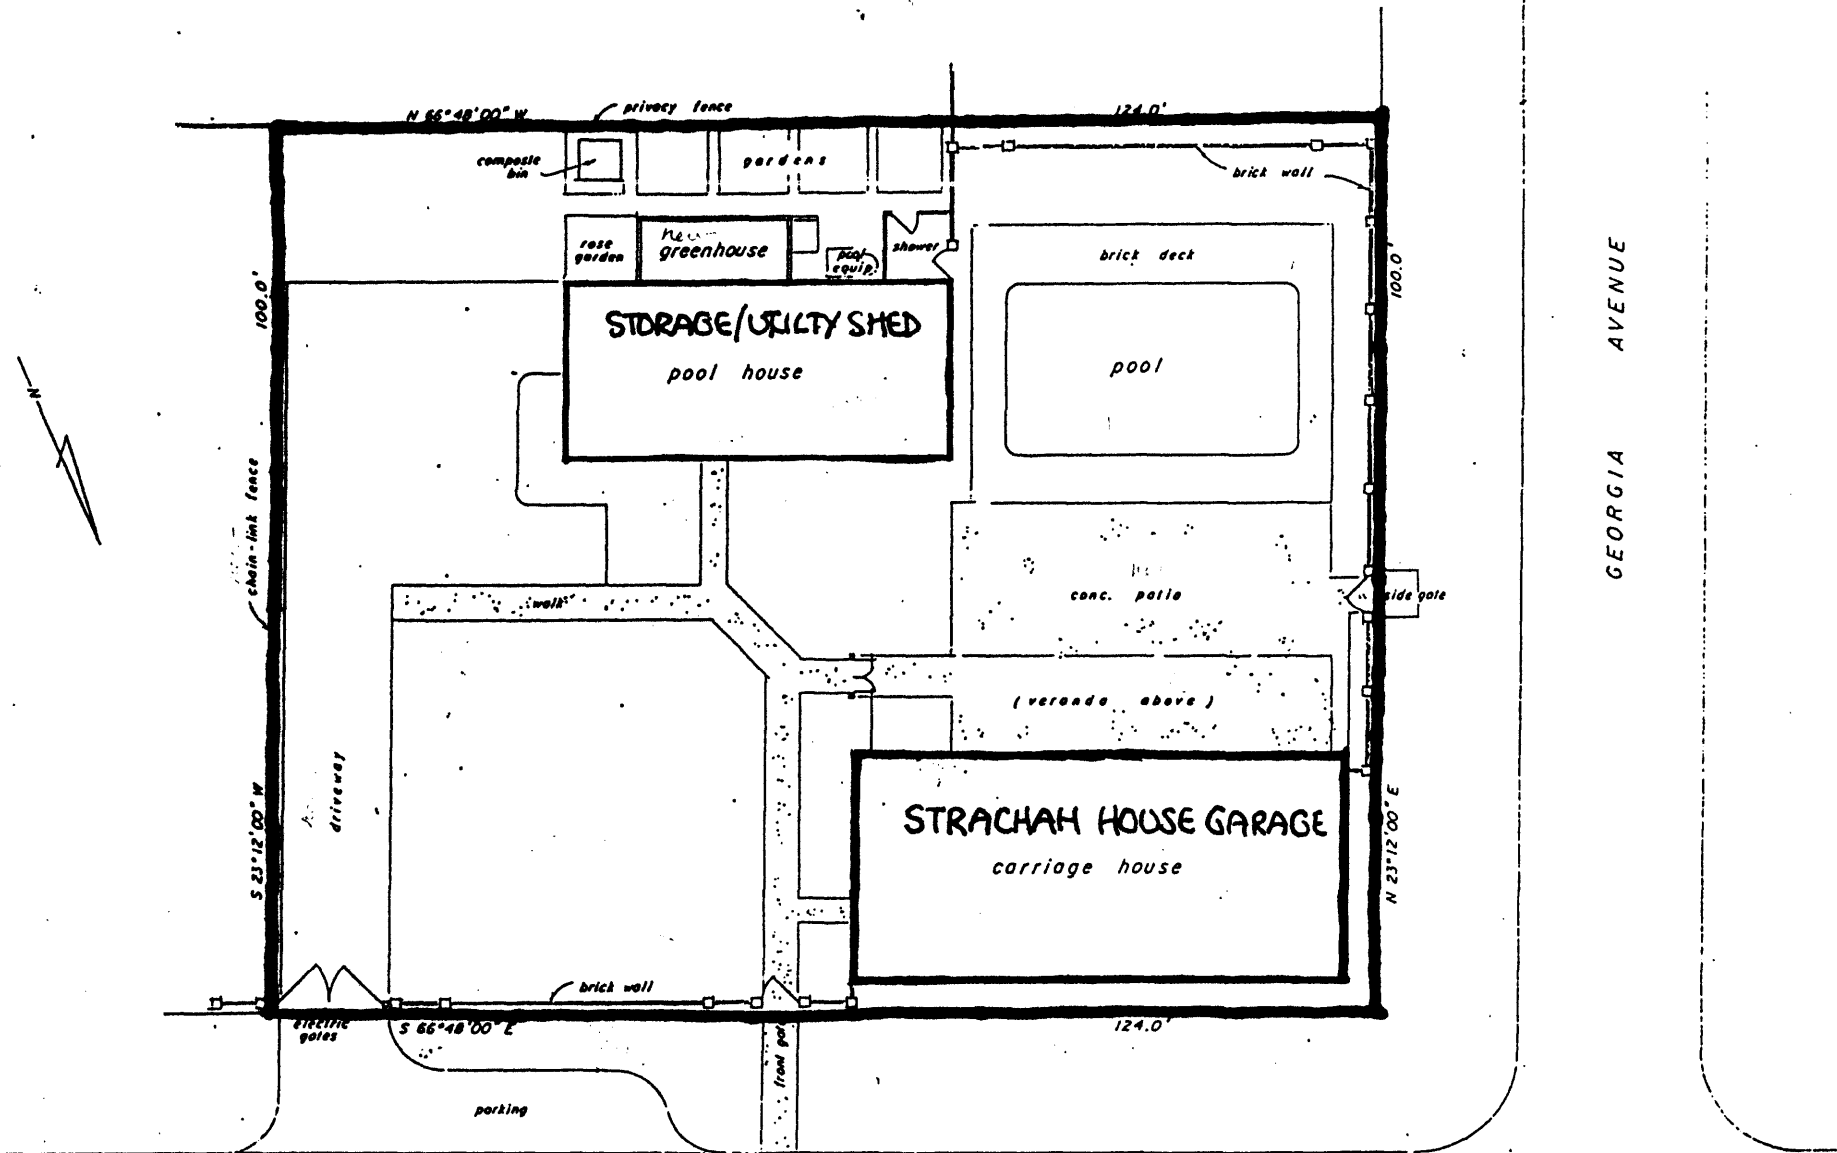 N 66°48'00" W
privacy fence
124.0'
composte
bin
gardens
brick wall
rose
garden
new
greenhouse
pool
equip.
shower
brick deck
100.0'
100.0'
STORAGE/UTILTY SHED
pool house
pool
GEORGIA AVENUE
N
chain-link fence
walk
conc. patio
side gate
(veranda above)
driveway
STRACHAN HOUSE GARAGE
carriage house
S 23°12'00" W
N 23°12'00" E
brick wall
electric
gates
S 66°48'00" E
124.0'
front gate
parking